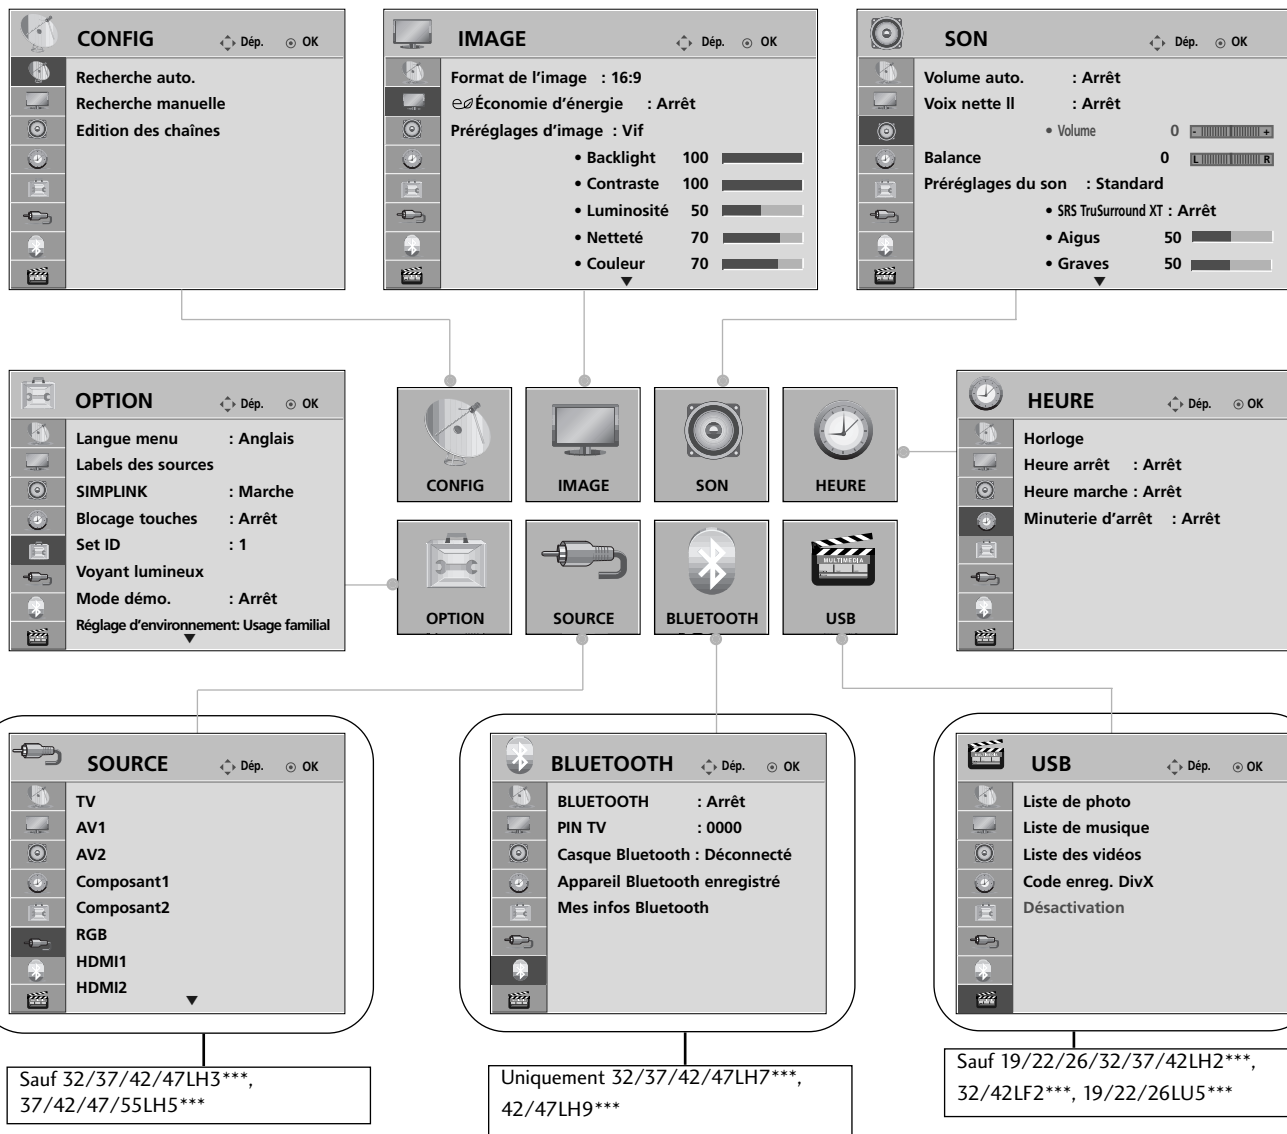 CONFIG
Dép. OK
Recherche auto.
Recherche manuelle
Edition des chaînes
IMAGE
Dép. OK
Format de l'image : 16:9
Économie d'énergie : Arrêt
Préréglages d'image : Vif
• Backlight 100
• Contraste 100
• Luminosité 50
• Netteté 70
• Couleur 70
SON
Dép. OK
Volume auto. : Arrêt
Voix nette II : Arrêt
• Volume 0 - +
Balance 0 L R
Préréglages du son : Standard
• SRS TruSurround XT : Arrêt
• Aigus 50
• Graves 50
OPTION
Dép. OK
Langue menu : Anglais
Labels des sources
SIMPLINK : Marche
Blocage touches : Arrêt
Set ID : 1
Voyant lumineux
Mode démo. : Arrêt
Réglage d'environnement: Usage familial
CONFIG
IMAGE
SON
HEURE
OPTION
SOURCE
BLUETOOTH
MULTIMEDIA
USB
HEURE
Dép. OK
Horloge
Heure arrêt : Arrêt
Heure marche : Arrêt
Minuterie d'arrêt : Arrêt
SOURCE
Dép. OK
TV
AV1
AV2
Composant1
Composant2
RGB
HDMI1
HDMI2
BLUETOOTH
Dép. OK
BLUETOOTH : Arrêt
PIN TV : 0000
Casque Bluetooth : Déconnecté
Appareil Bluetooth enregistré
Mes infos Bluetooth
USB
Dép. OK
Liste de photo
Liste de musique
Liste des vidéos
Code enreg. DivX
Désactivation
Sauf 32/37/42/47LH3***,
37/42/47/55LH5***
Uniquement 32/37/42/47LH7***,
42/47LH9***
Sauf 19/22/26/32/37/42LH2***,
32/42LF2***, 19/22/26LU5***